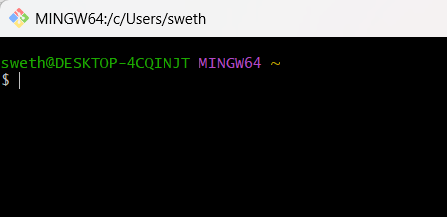 MINGW64:/c/Users/sweth
sweth@DESKTOP-4CQINJT MINGW64 ~
$